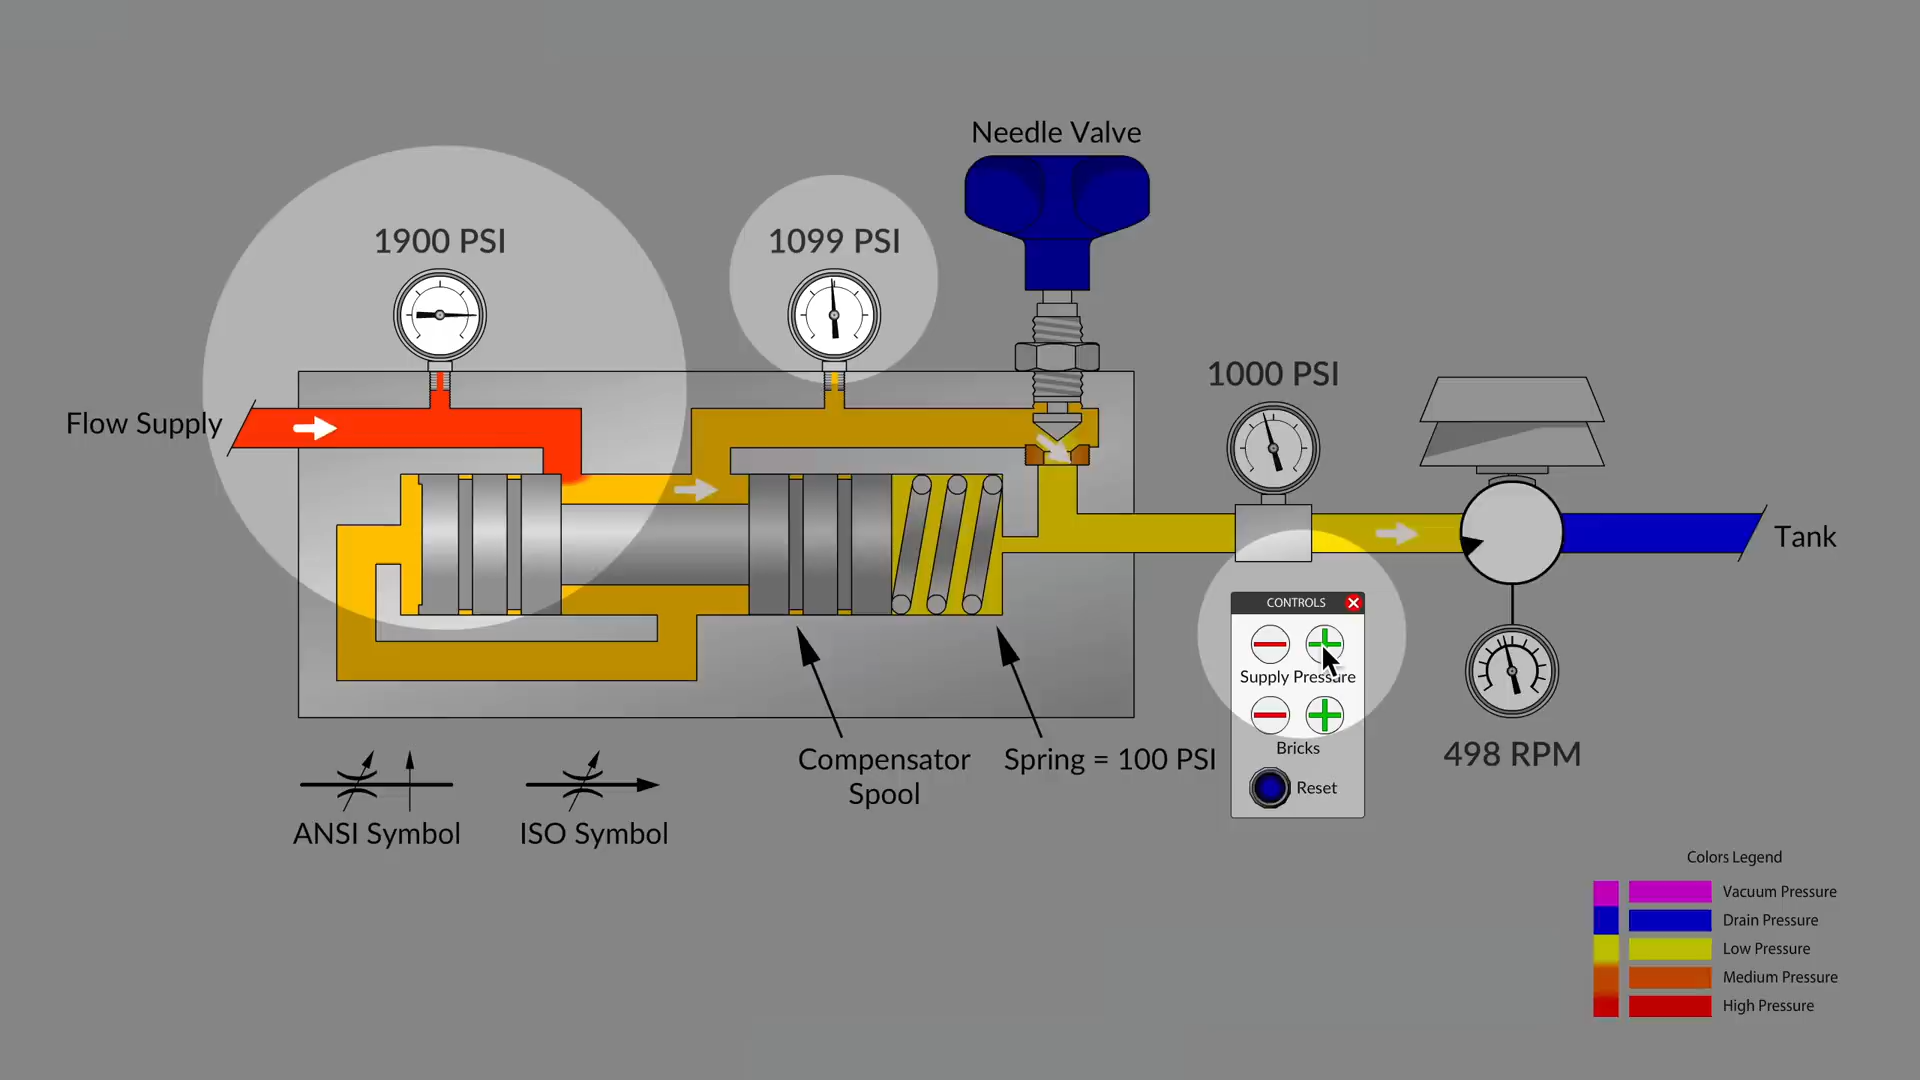 Needle Valve
1900 PSI
1099 PSI
1000 PSI
Flow Supply
Tank
CONTROLS
Supply Pressure
Bricks
Reset
498 RPM
Compensator
Spool
Spring = 100 PSI
ANSI Symbol
ISO Symbol
Colors Legend
Vacuum Pressure
Drain Pressure
Low Pressure
Medium Pressure
High Pressure